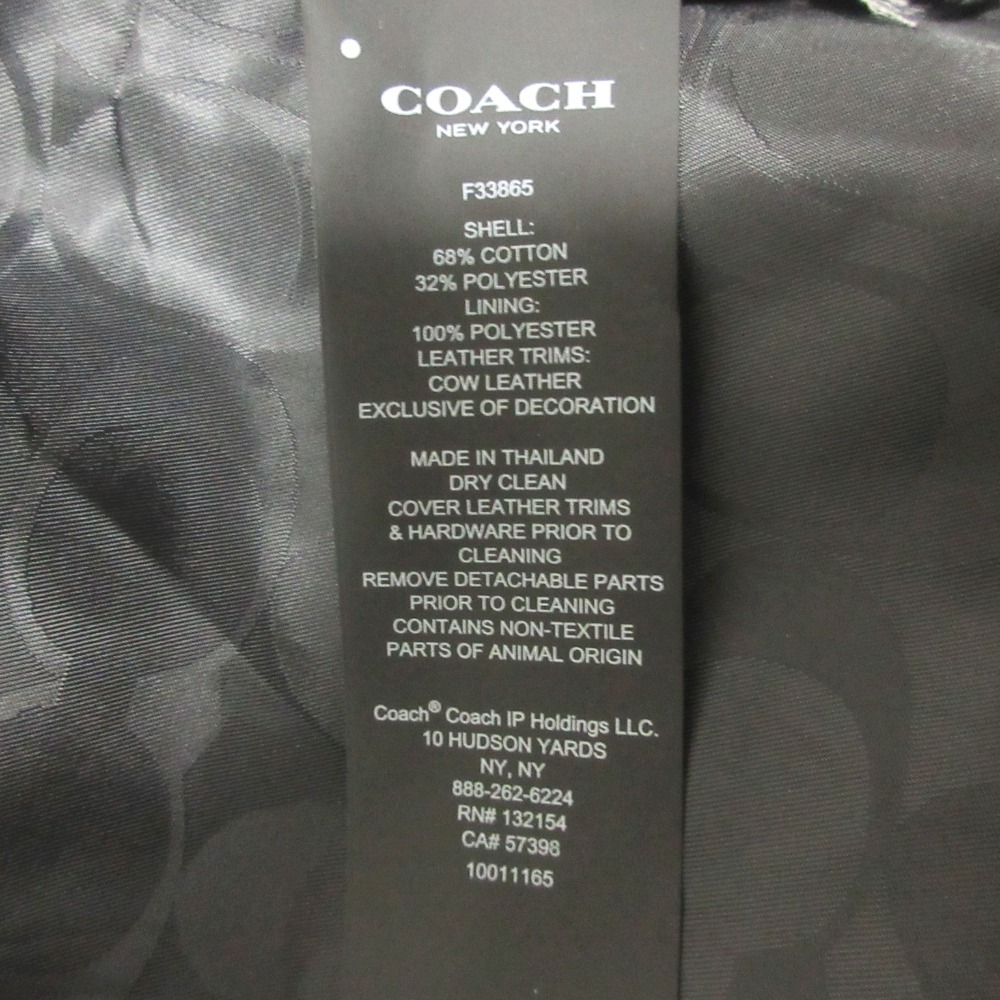 COACH
NEW YORK
F33865
SHELL:
68% COTTON
32% POLYESTER
LINING:
100% POLYESTER
LEATHER TRIMS:
COW LEATHER
EXCLUSIVE OF DECORATION
MADE IN THAILAND
DRY CLEAN
COVER LEATHER TRIMS
& HARDWARE PRIOR TO
CLEANING
REMOVE DETACHABLE PARTS
PRIOR TO CLEANING
CONTAINS NON-TEXTILE
PARTS OF ANIMAL ORIGIN
Coach® Coach IP Holdings LLC.
10 HUDSON YARDS
NY, NY
888-262-6224
RN# 132154
CA# 57398
10011165